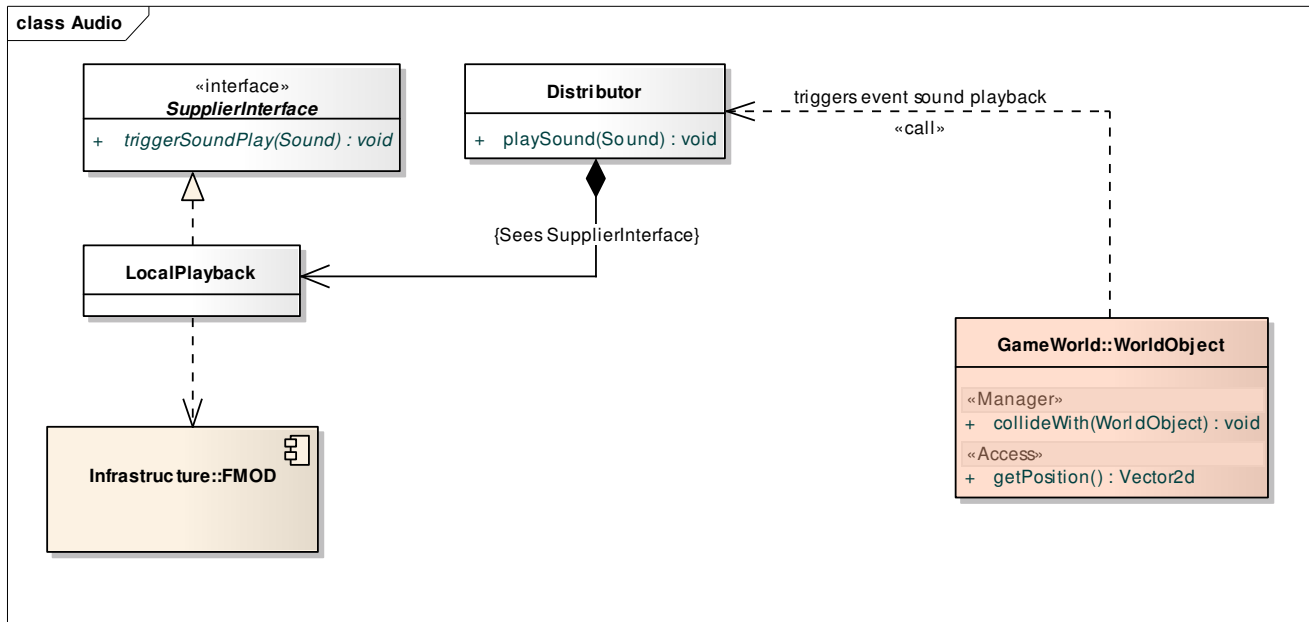 class Audio
«interface»
SupplierInterface
+ triggerSoundPlay(Sound) : void
Distributor
+ playSound(Sound) : void
triggers event sound playback
«call»
{Sees SupplierInterface}
LocalPlayback
GameWorld::WorldObject
«Manager»
+ collideWith(WorldObject) : void
«Access»
+ getPosition() : Vector2d
Infrastructure::FMOD